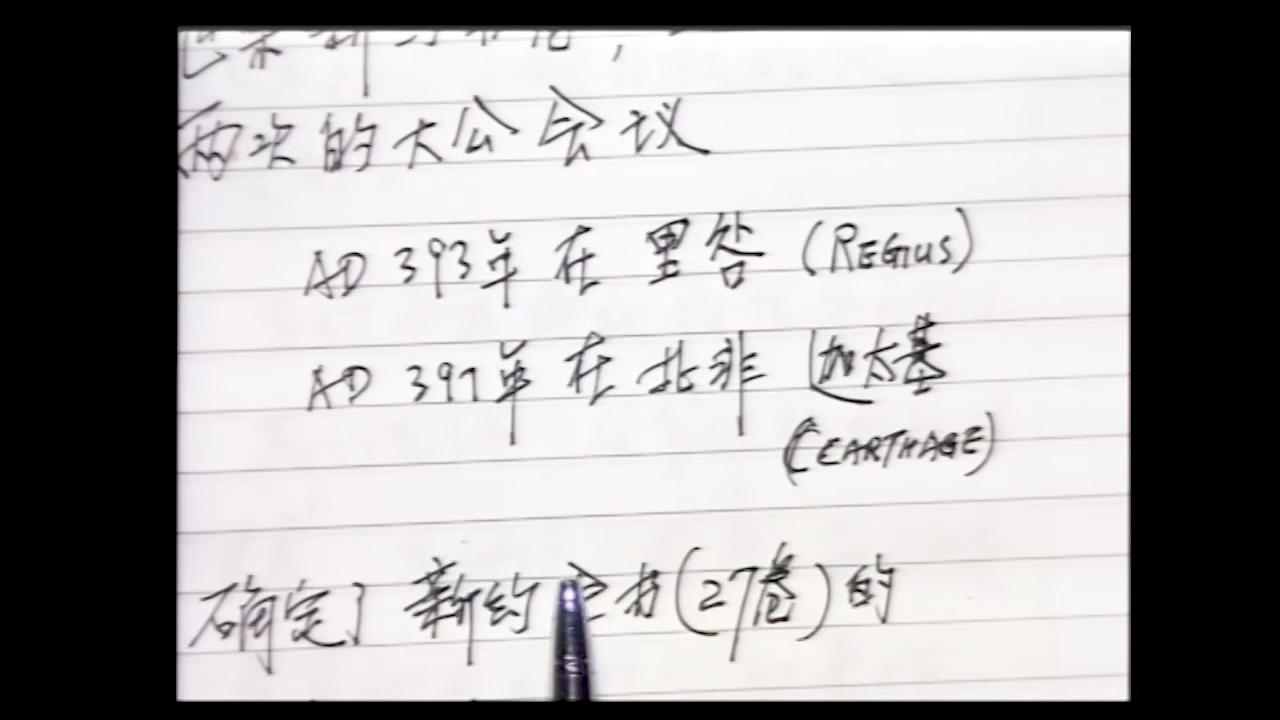 两次的大公会议
AD 393年 在 里咎 (REGIUS)
AD 397年 在 北非 迦太基
(CARTHAGE)
确定了 新约 书(27卷)的